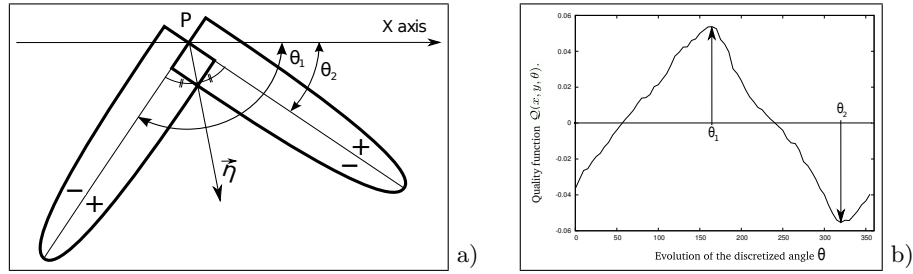 P
X axis
θ1
θ2
η
− +
+ −
a)
0.06
0.04
0.02
0
-0.02
-0.04
-0.06
0 50 100 150 200 250 300 350
Quality function Q(x, y, θ).
θ1
θ2
Evolution of the discretized angle θ
b)